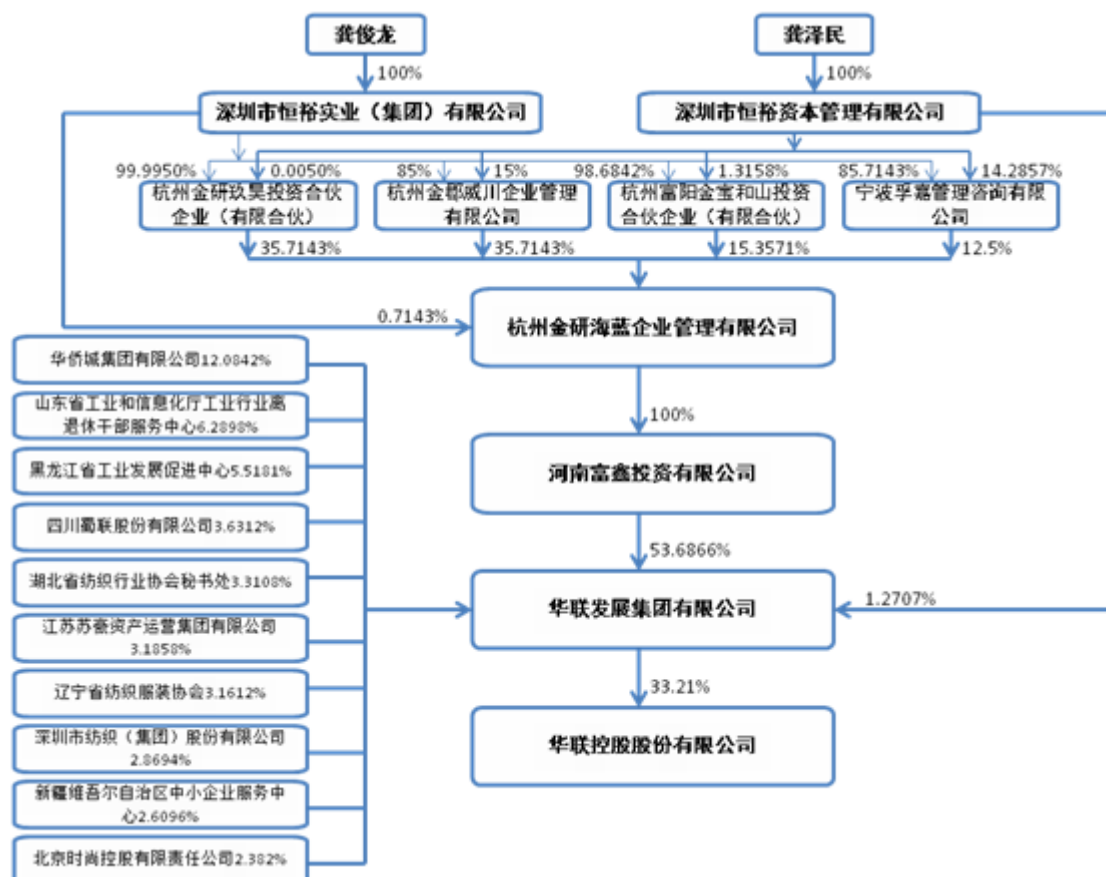 龚俊龙
龚泽民
100%
100%
深圳市恒裕实业（集团）有限公司
深圳市恒裕资本管理有限公司
99.9950%
0.0050%
85%
15%
98.6842%
1.3158%
85.7143%
14.2857%
杭州金研玖昊投资合伙
企业（有限合伙）
杭州金郡威川企业管理
有限公司
杭州富阳金宝和山投资
合伙企业（有限合伙）
宁波孚嘉管理咨询有限
公司
35.7143%
35.7143%
15.3571%
12.5%
0.7143%
杭州金研海蓝企业管理有限公司
华侨城集团有限公司12.0842%
山东省工业和信息化厅工业行业离
退休干部服务中心6.2898%
黑龙江省工业发展促进中心5.5181%
四川蜀联股份有限公司3.6312%
湖北省纺织行业协会秘书处3.3108%
江苏苏豪资产运营集团有限公司
3.1858%
辽宁省纺织服装协会3.1612%
深圳市纺织（集团）股份有限公司
2.8694%
新疆维吾尔自治区中小企业服务中
心2.6096%
北京时尚控股有限责任公司2.382%
100%
河南富鑫投资有限公司
53.6866%
华联发展集团有限公司
1.2707%
33.21%
华联控股股份有限公司